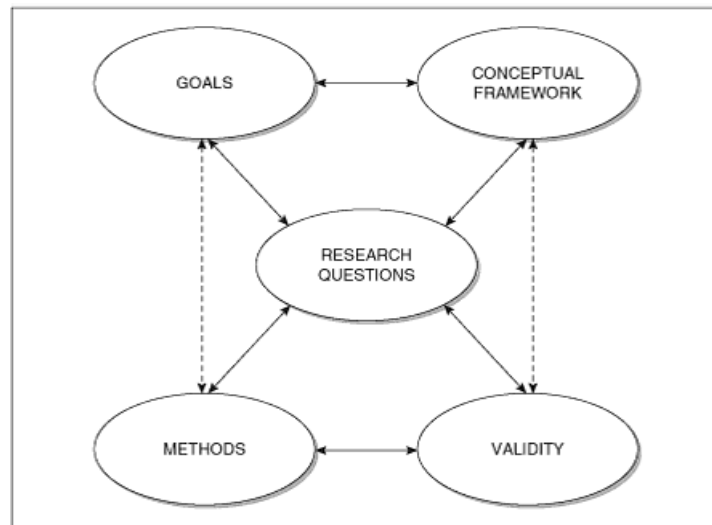 GOALS
CONCEPTUAL
FRAMEWORK
RESEARCH
QUESTIONS
METHODS
VALIDITY